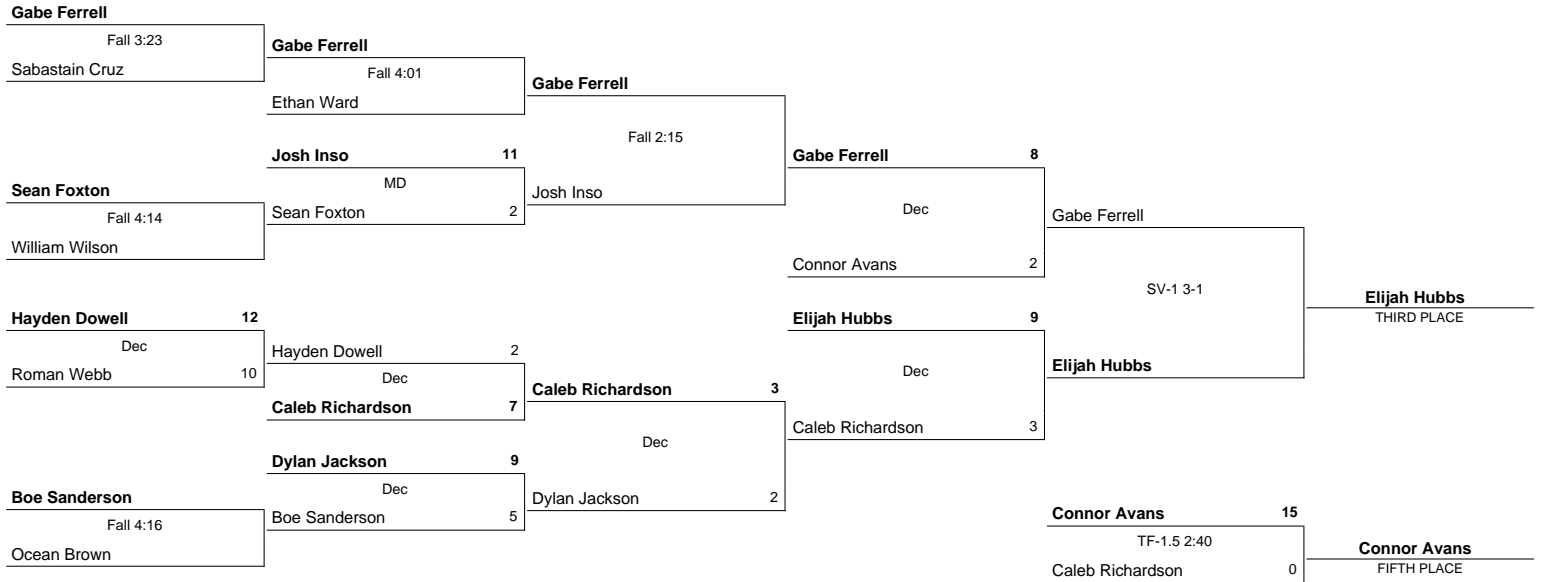 Gabe Ferrell
Fall 3:23
Sabastain Cruz
Sean Foxton
Fall 4:14
William Wilson
Hayden Dowell 12
Dec
Roman Webb 10
Boe Sanderson
Fall 4:16
Ocean Brown
Gabe Ferrell
Fall 4:01
Ethan Ward
Josh Inso 11
MD
Sean Foxton 2
Hayden Dowell 2
Dec
Caleb Richardson 7
Dylan Jackson 9
Dec
Boe Sanderson 5
Gabe Ferrell
Fall 2:15
Josh Inso
Caleb Richardson 3
Dec
Dylan Jackson 2
Gabe Ferrell 8
Dec
Connor Avans 2
Elijah Hubbs 9
Dec
Caleb Richardson 3
Gabe Ferrell
SV-1 3-1
Elijah Hubbs
Elijah Hubbs
THIRD PLACE
Connor Avans 15
TF-1.5 2:40
Caleb Richardson 0
Connor Avans
FIFTH PLACE